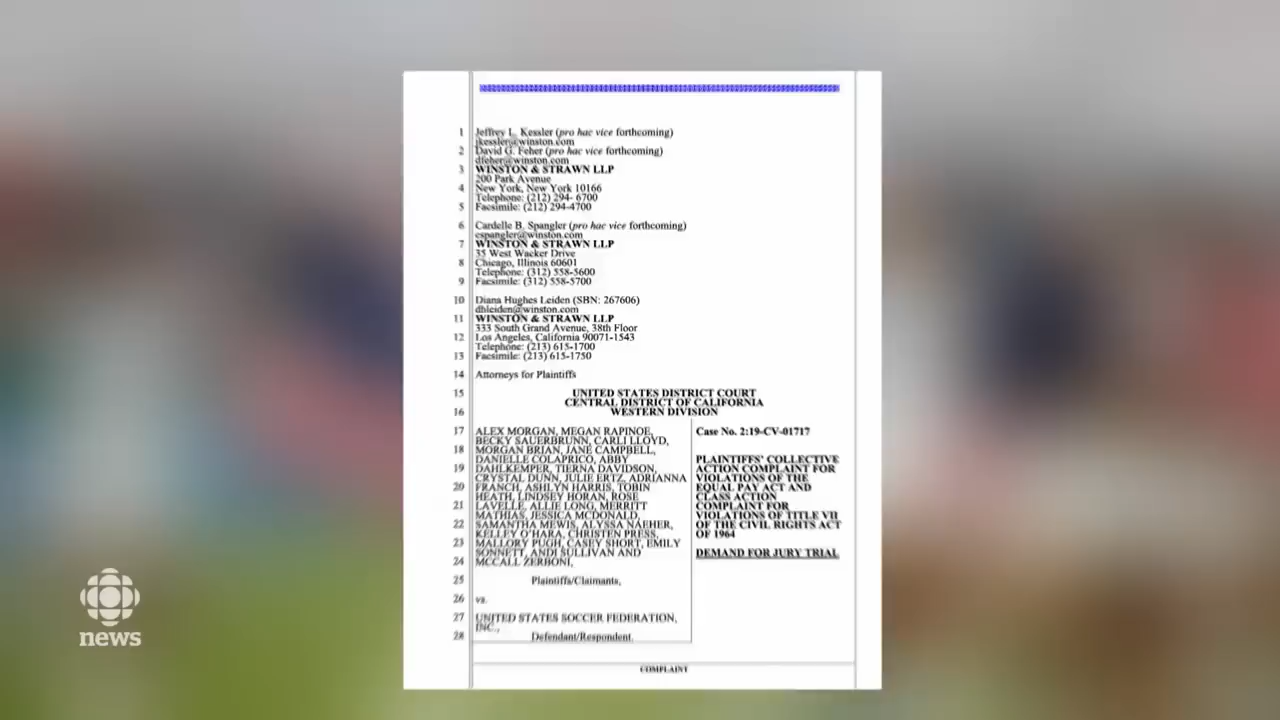 1 Jeffrey L. Kessler (pro hac vice forthcoming)
jkessler@winston.com
2 David G. Feher (pro hac vice forthcoming)
dfeher@winston.com
3 WINSTON & STRAWN LLP
200 Park Avenue
4 New York, New York 10166
Telephone: (212) 294- 6700
5 Facsimile: (212) 294-4700
6 Cardelle B. Spangler (pro hac vice forthcoming)
cspangler@winston.com
7 WINSTON & STRAWN LLP
35 West Wacker Drive
8 Chicago, Illinois 60601
Telephone: (312) 558-5600
9 Facsimile: (312) 558-5700
10 Diana Hughes Leiden (SBN: 267606)
dhleiden@winston.com
11 WINSTON & STRAWN LLP
333 South Grand Avenue, 38th Floor
12 Los Angeles, California 90071-1543
Telephone: (213) 615-1700
13 Facsimile: (213) 615-1750
14 Attorneys for Plaintiffs
15 UNITED STATES DISTRICT COURT
CENTRAL DISTRICT OF CALIFORNIA
16 WESTERN DIVISION
17 ALEX MORGAN, MEGAN RAPINOE,
BECKY SAUERBRUNN, CARLI LLOYD,
18 MORGAN BRIAN, JANE CAMPBELL,
DANIELLE COLAPRICO, ABBY
19 DAHLKEMPER, TIERNA DAVIDSON,
CRYSTAL DUNN, JULIE ERTZ, ADRIANNA
20 FRANCH, ASHLYN HARRIS, TOBIN
HEATH, LINDSEY HORAN, ROSE
21 LAVELLE, ALLIE LONG, MERRITT
MATHIAS, JESSICA MCDONALD,
22 SAMANTHA MEWIS, ALYSSA NAEHER,
KELLEY O'HARA, CHRISTEN PRESS,
23 MALLORY PUGH, CASEY SHORT, EMILY
SONNETT, ANDI SULLIVAN AND
24 MCCALL ZERBONI,
25 Plaintiffs/Claimants,
26 vs.
27 UNITED STATES SOCCER FEDERATION,
INC.,
28 Defendant/Respondent.
Case No. 2:19-CV-01717
PLAINTIFFS' COLLECTIVE
ACTION COMPLAINT FOR
VIOLATIONS OF THE
EQUAL PAY ACT AND
CLASS ACTION
COMPLAINT FOR
VIOLATIONS OF TITLE VII
OF THE CIVIL RIGHTS ACT
OF 1964
DEMAND FOR JURY TRIAL
COMPLAINT
news